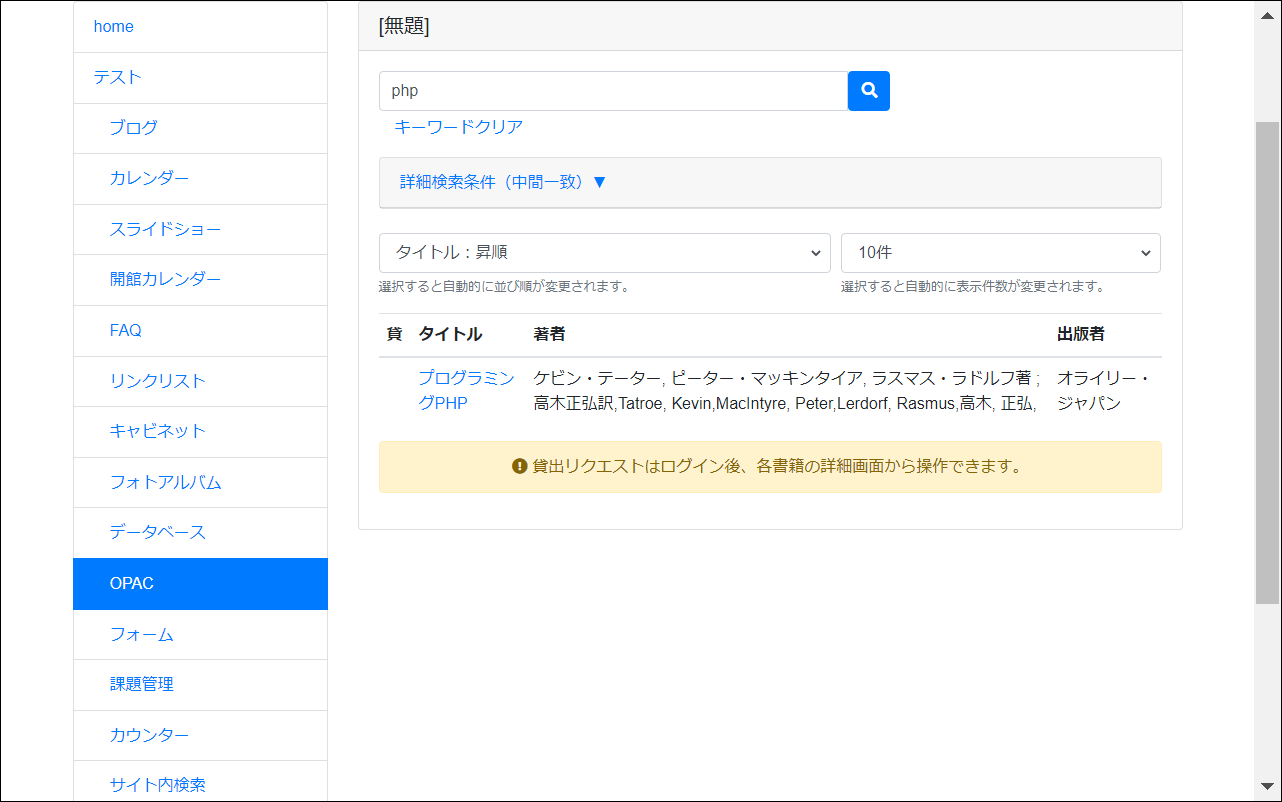 home
テスト
ブログ
カレンダー
スライドショー
開館カレンダー
FAQ
リンクリスト
キャビネット
フォトアルバム
データベース
OPAC
フォーム
課題管理
カウンター
サイト内検索
[無題]
php
キーワードクリア
詳細検索条件（中間一致）▼
タイトル：昇順
10件
選択すると自動的に並び順が変更されます。
選択すると自動的に表示件数が変更されます。
貸 タイトル 著者 出版者
プログラミン
グPHP
ケビン・テーター, ピーター・マッキンタイア, ラスマス・ラドルフ著 ;
高木正弘訳,Tatroe, Kevin,MacIntyre, Peter,Lerdorf, Rasmus,高木, 正弘,
オライリー・
ジャパン
貸出リクエストはログイン後、各書籍の詳細画面から操作できます。